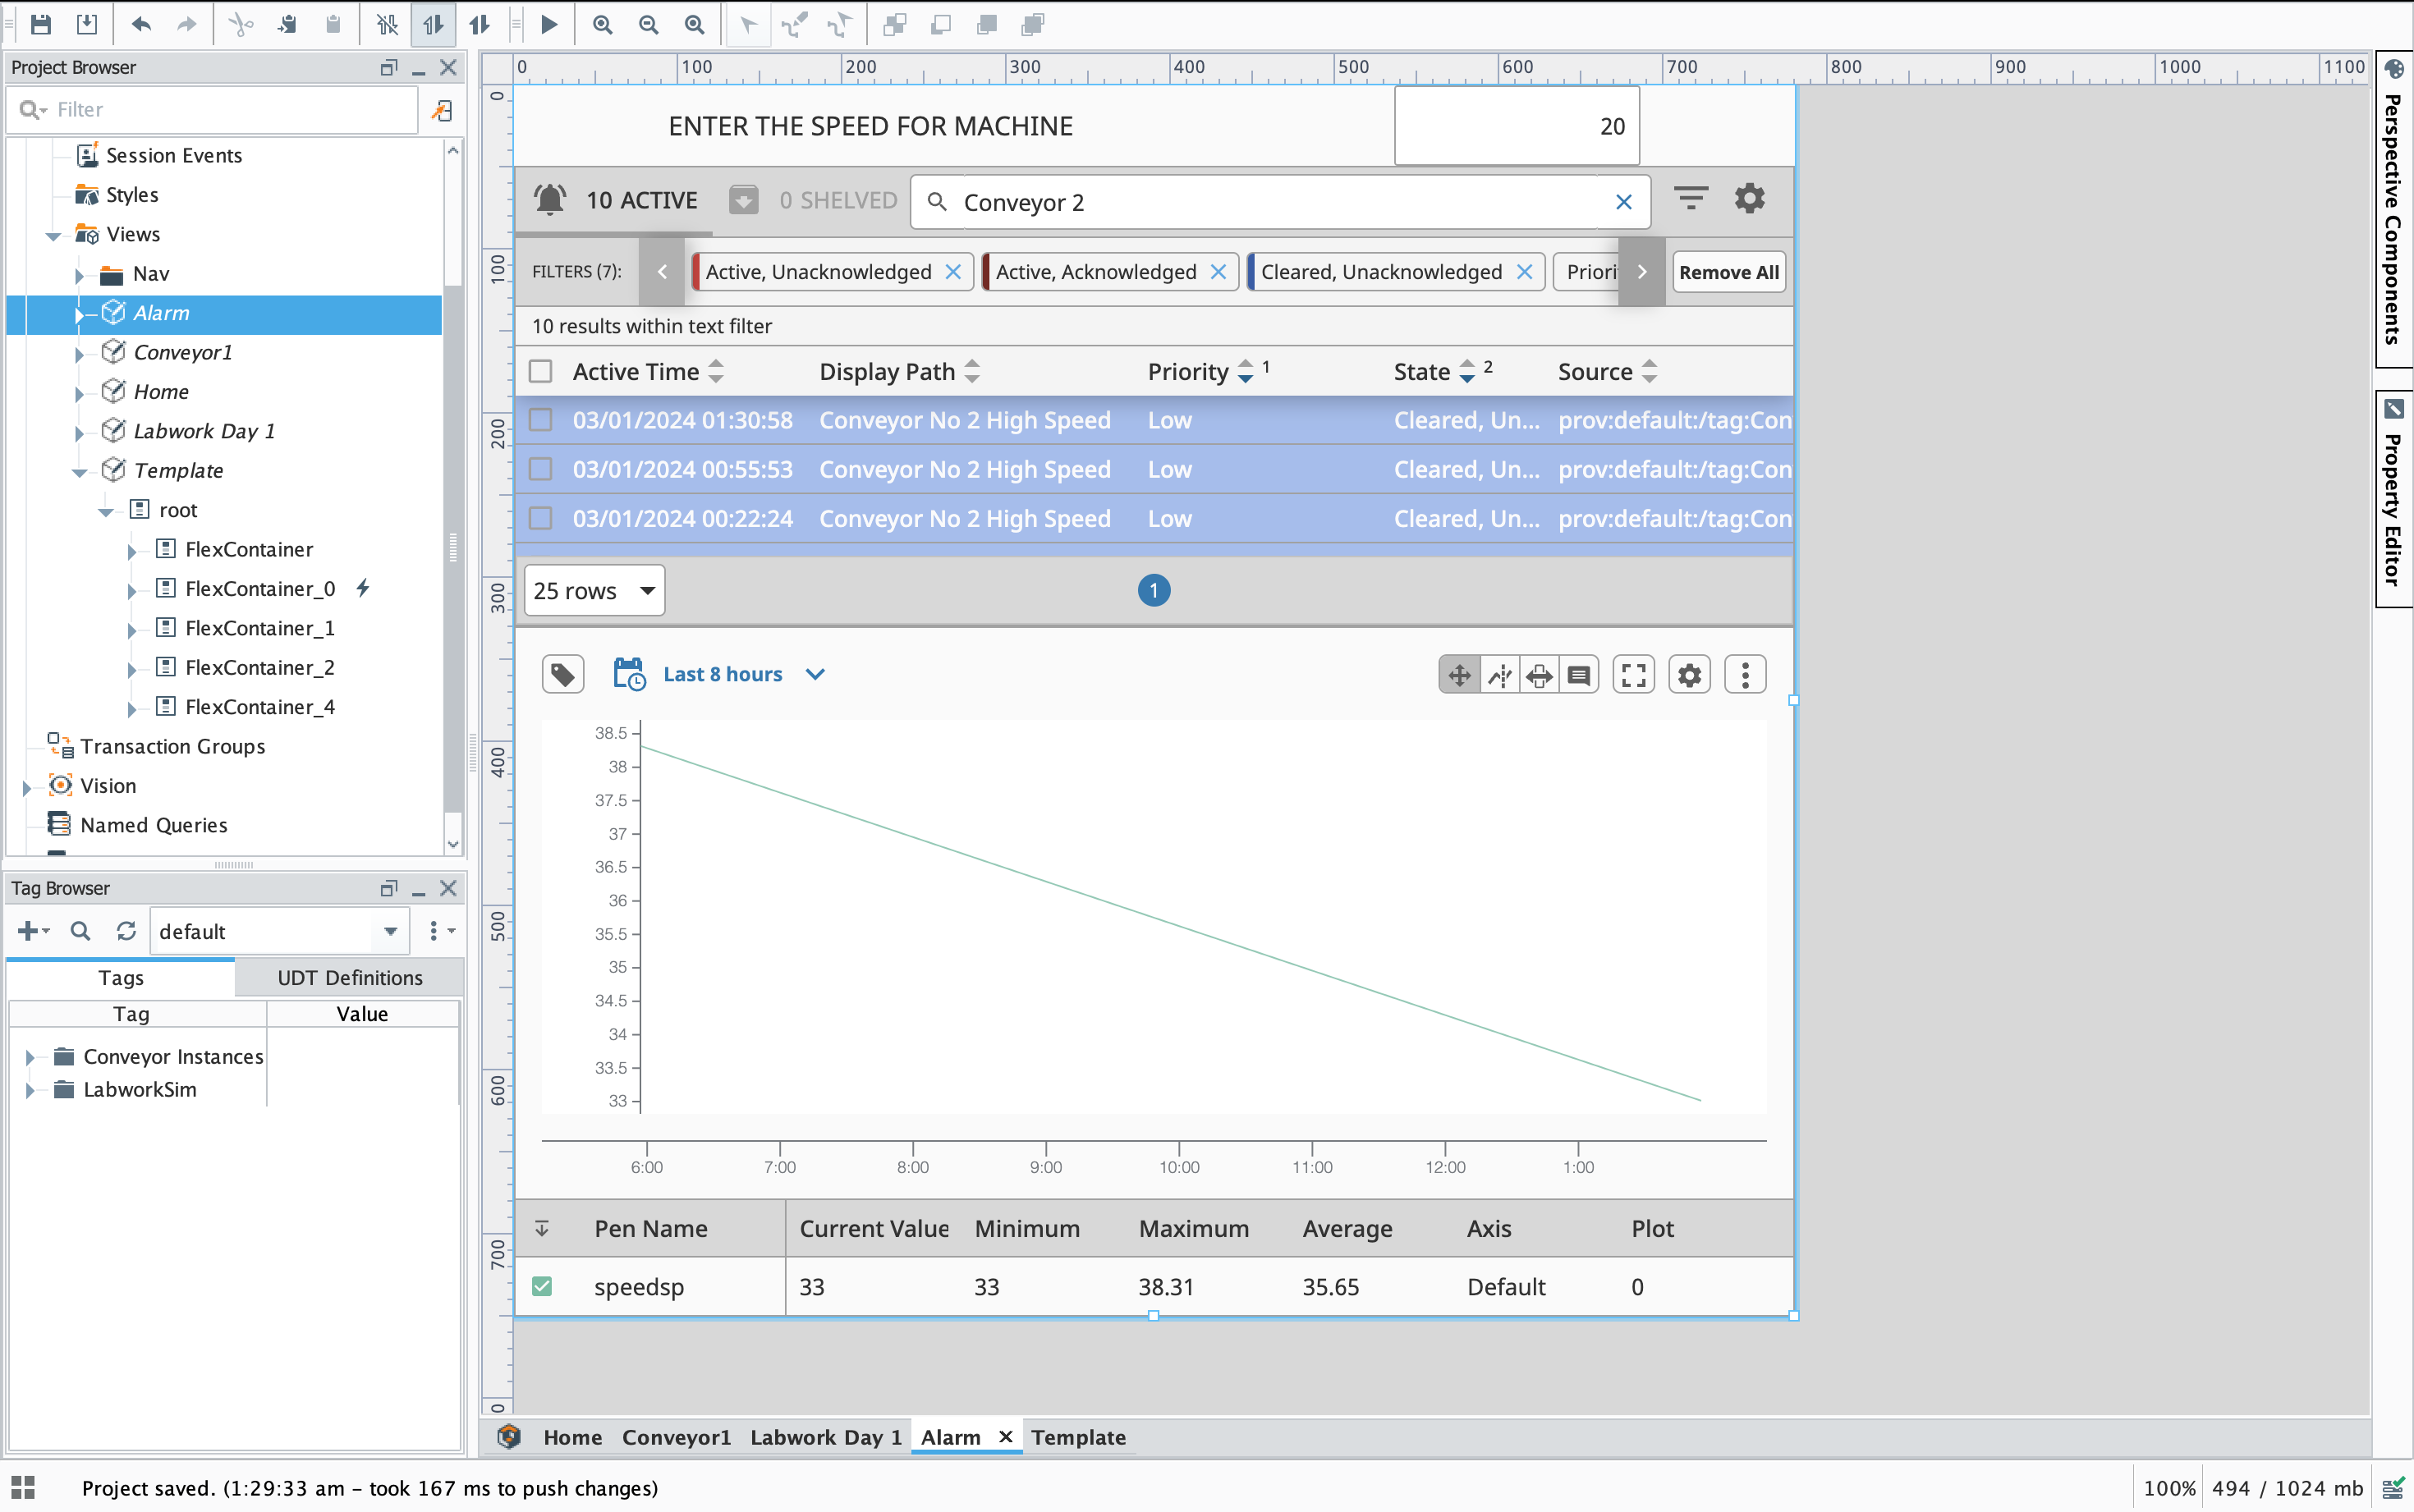 Project Browser
Filter
Session Events
Styles
Views
Nav
Alarm
Conveyor1
Home
Labwork Day 1
Template
root
FlexContainer
FlexContainer_0
FlexContainer_1
FlexContainer_2
FlexContainer_4
Transaction Groups
Vision
Named Queries
Tag Browser
default
Tags UDT Definitions
Tag Value
Conveyor Instances
LabworkSim
0 100 200 300 400 500 600 700 800 900 1000 1100
0
100
200
300
400
500
600
700
0
ENTER THE SPEED FOR MACHINE 20
10 ACTIVE 0 SHELVED Conveyor 2
FILTERS (7): Active, Unacknowledged Active, Acknowledged Cleared, Unacknowledged Priori Remove All
10 results within text filter
Active Time Display Path Priority 1 State 2 Source
03/01/2024 01:30:58 Conveyor No 2 High Speed Low Cleared, Un... prov:default:/tag:Con
03/01/2024 00:55:53 Conveyor No 2 High Speed Low Cleared, Un... prov:default:/tag:Con
03/01/2024 00:22:24 Conveyor No 2 High Speed Low Cleared, Un... prov:default:/tag:Con
25 rows 1
Last 8 hours
38.5
38
37.5
37
36.5
36
35.5
35
34.5
34
33.5
33
6:00 7:00 8:00 9:00 10:00 11:00 12:00 1:00
Pen Name Current Value Minimum Maximum Average Axis Plot
speedsp 33 33 38.31 35.65 Default 0
Home Conveyor1 Labwork Day 1 Alarm Template
Perspective Components
Property Editor
Project saved. (1:29:33 am – took 167 ms to push changes) 100% 494 / 1024 mb